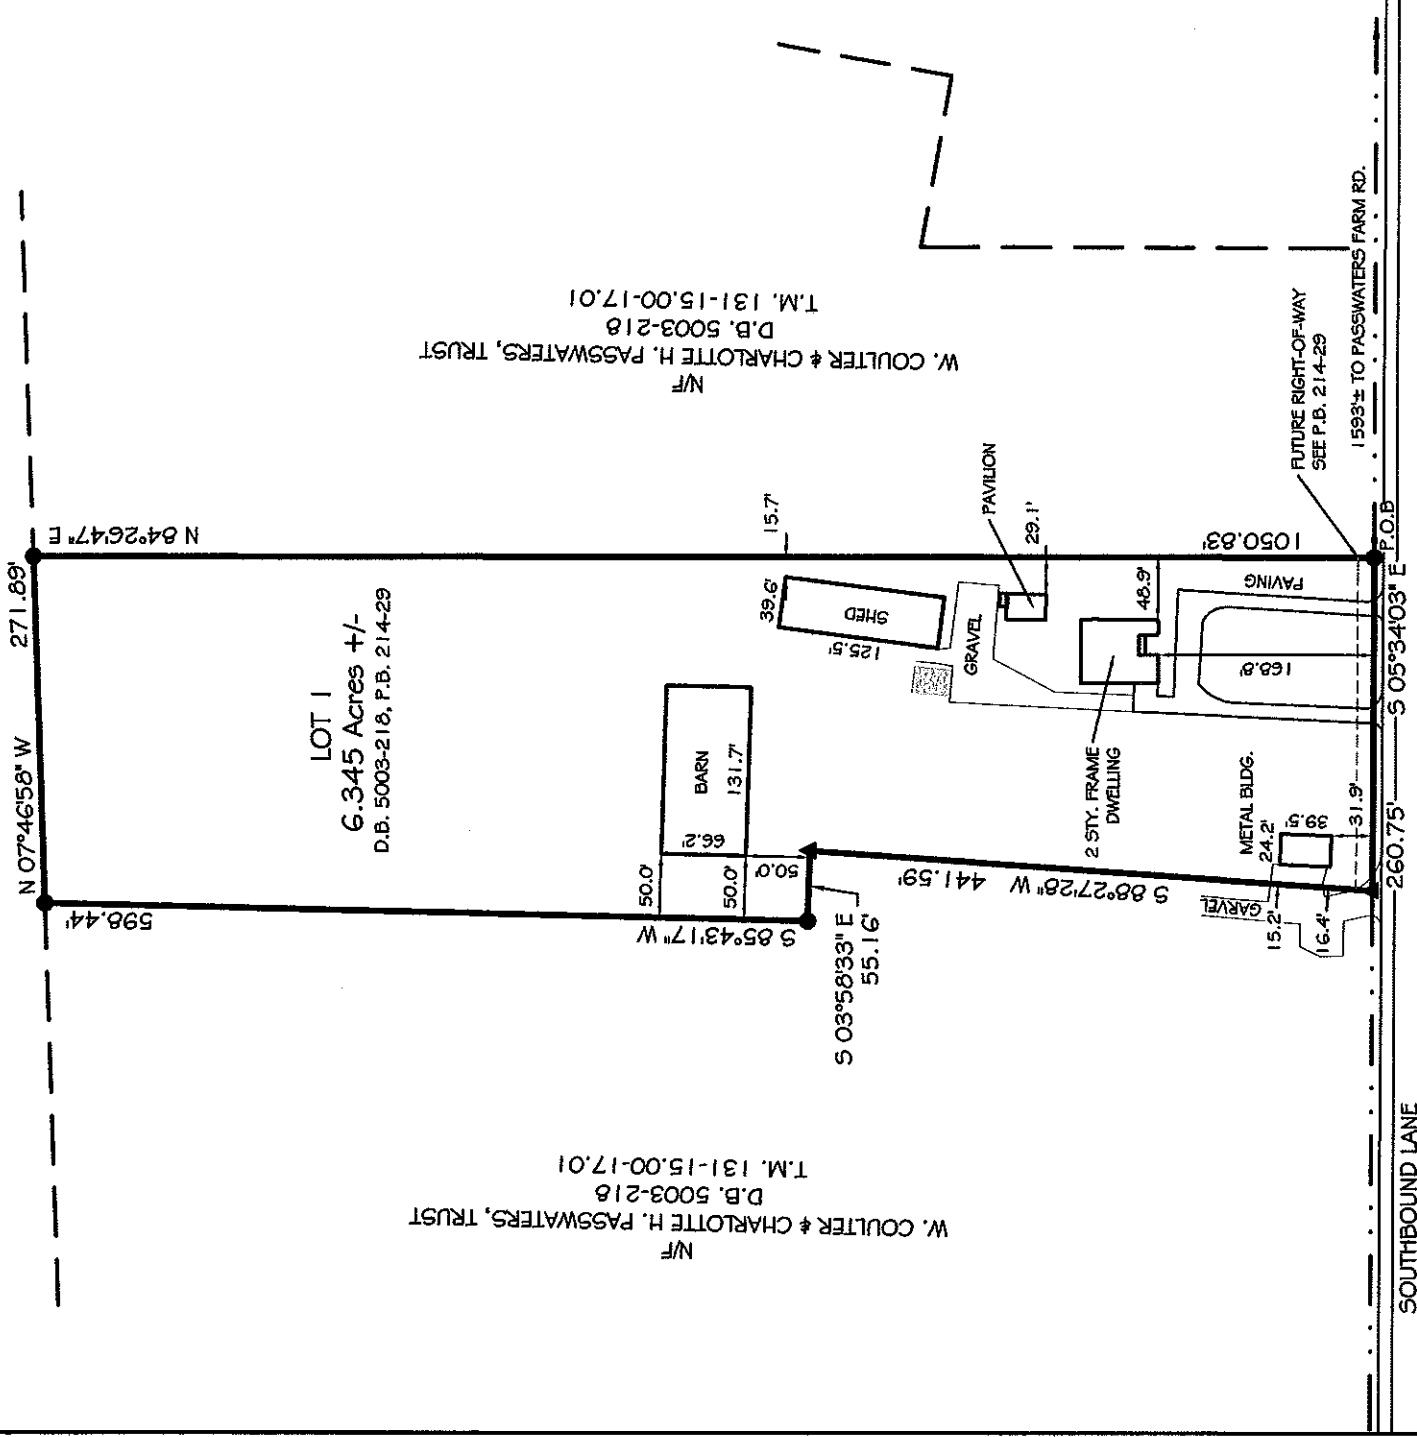 271.89'
N 07°46'58" W
N 84°26'47" E
598.44'
LOT 1
6.345 Acres +/-
D.B. 5003-218, P.B. 214-29
N/F
W. COULTER & CHARLOTTE H. PASSWATERS, TRUST
D.B. 5003-218
T.M. 131-15.00-17.01
15.7'
39.6'
SHED
125.5'
PAVILION
29.1'
GRAVEL
BARN
131.7'
66.2'
50.0'
50.0'
50.0'
S 85°43'17" W
S 03°58'33" E
55.16'
S 88°27'28" W 441.59'
2 STY. FRAME
DWELLING
48.9'
168.8'
1050.83'
PAVING
FUTURE RIGHT-OF-WAY
SEE P.B. 214-29
1593'± TO PASSWATERS FARM RD.
METAL BLDG.
24.2'
39.5'
31.9'
GARVEL
15.2'
16.4'
P.O.B
S 05°34'03" E
260.75'
N/F
W. COULTER & CHARLOTTE H. PASSWATERS, TRUST
D.B. 5003-218
T.M. 131-15.00-17.01
SOUTHBOUND LANE